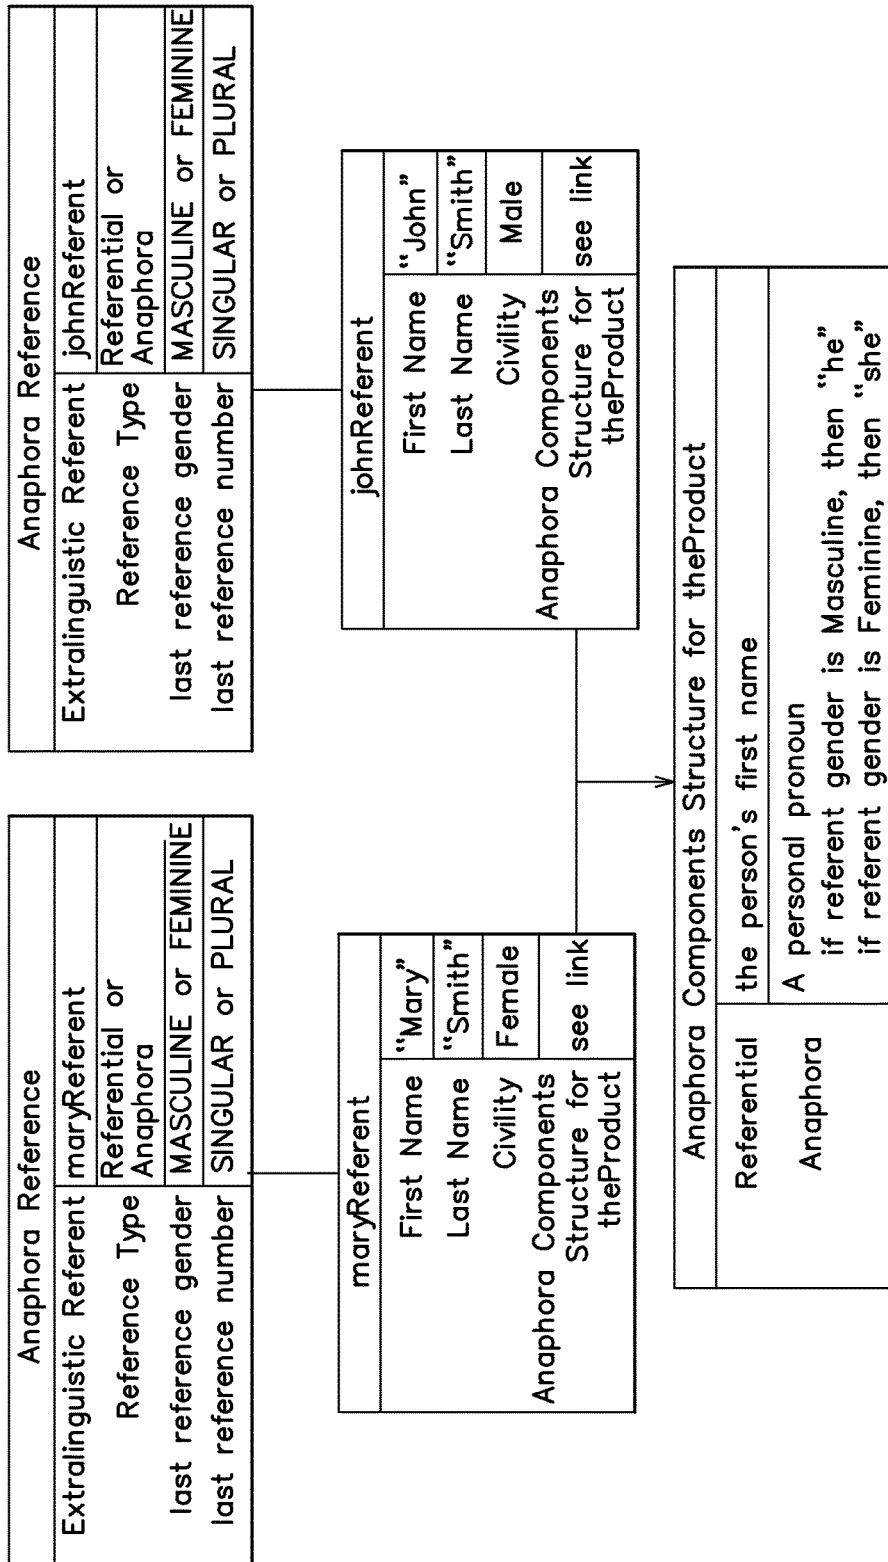 Anaphora Reference
Extralinguistic Referent maryReferent
Reference Type Referential or
Anaphora
last reference gender MASCULINE or FEMININE
last reference number SINGULAR or PLURAL
Anaphora Reference
Extralinguistic Referent johnReferent
Reference Type Referential or
Anaphora
last reference gender MASCULINE or FEMININE
last reference number SINGULAR or PLURAL
maryReferent
First Name “Mary”
Last Name “Smith”
Civility Female
Anaphora Components
Structure for see link
theProduct
johnReferent
First Name “John”
Last Name “Smith”
Civility Male
Anaphora Components
Structure for see link
theProduct
Anaphora Components Structure for theProduct
Referential the person's first name
Anaphora A personal pronoun
if referent gender is Masculine, then “he”
if referent gender is Feminine, then “she”